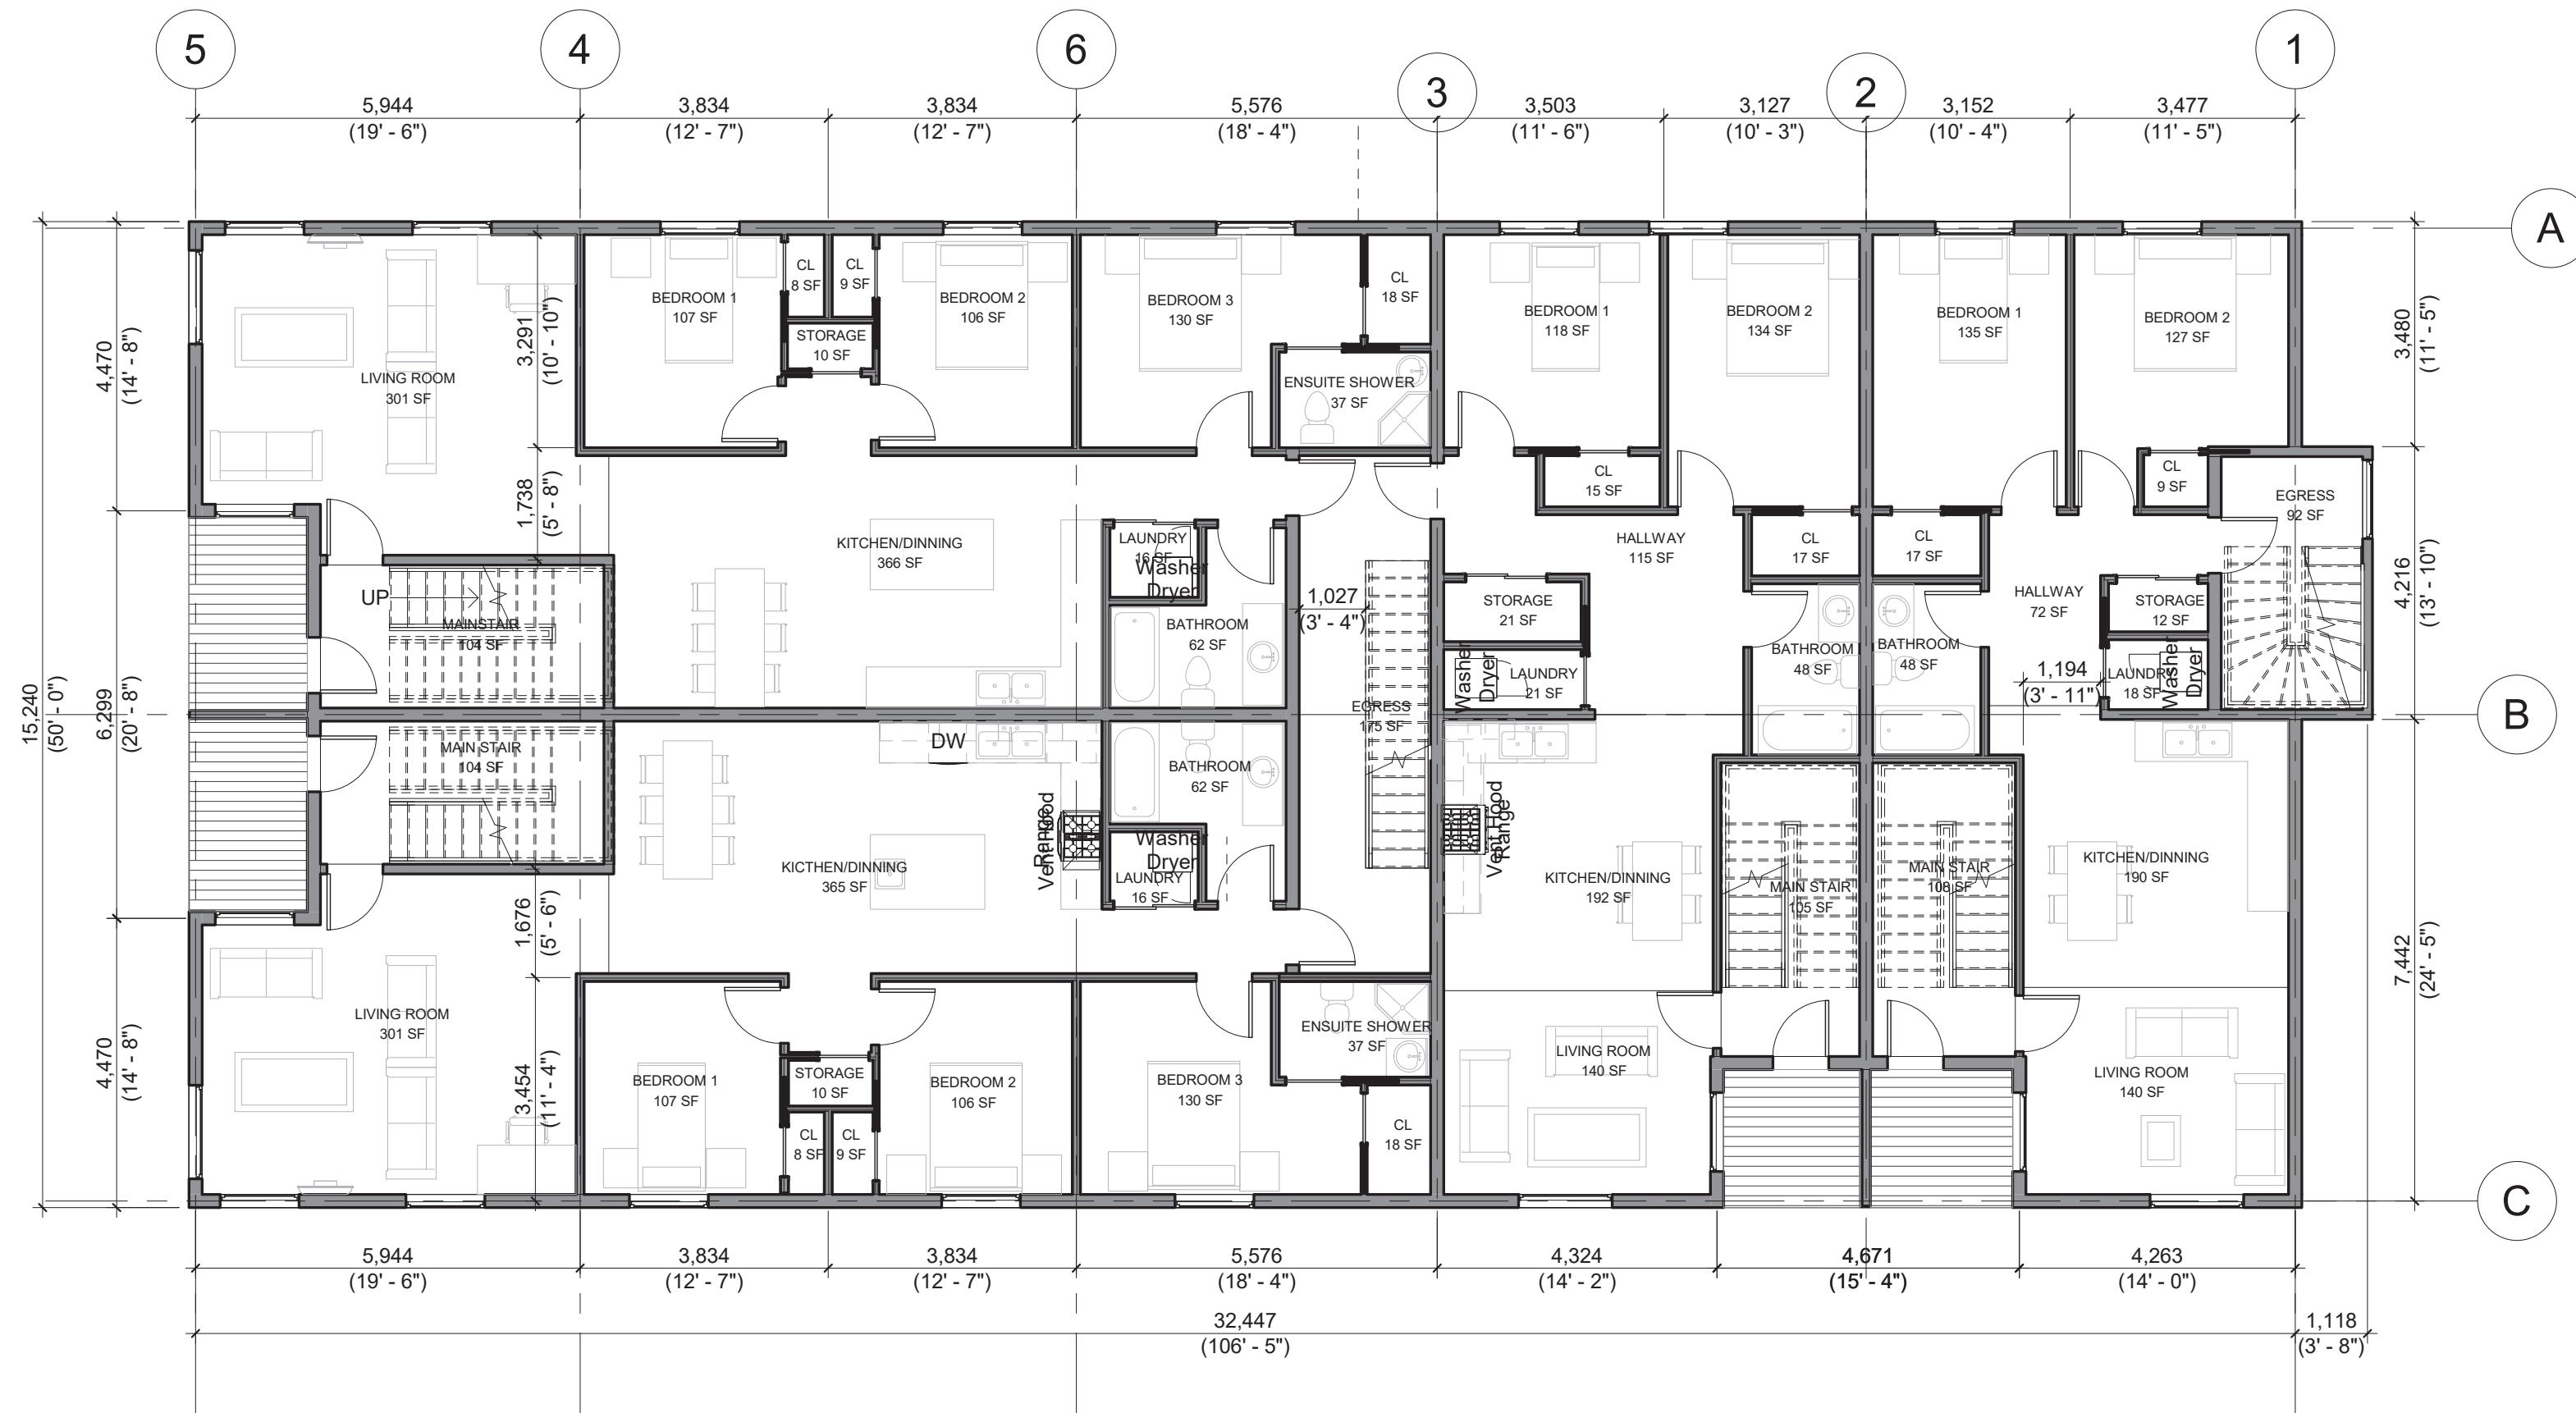 5
4
6
3
2
1
5,944
(19' - 6")
3,834
(12' - 7")
3,834
(12' - 7")
5,576
(18' - 4")
3,503
(11' - 6")
3,127
(10' - 3")
3,152
(10' - 4")
3,477
(11' - 5")
A
B
C
15,240
(50' - 0")
4,470
(14' - 8")
6,299
(20' - 8")
4,470
(14' - 8")
3,291
(10' - 10")
1,738
(5' - 8")
1,676
(5' - 6")
3,454
(11' - 4")
LIVING ROOM
301 SF
BEDROOM 1
107 SF
CL
8 SF
CL
9 SF
STORAGE
10 SF
BEDROOM 2
106 SF
BEDROOM 3
130 SF
CL
18 SF
ENSUITE SHOWER
37 SF
BEDROOM 1
118 SF
BEDROOM 2
134 SF
BEDROOM 1
135 SF
BEDROOM 2
127 SF
CL
15 SF
CL
9 SF
EGRESS
92 SF
3,480
(11' - 5")
4,216
(13' - 10")
7,442
(24' - 5")
UP
MAINSTAIR
104 SF
KITCHEN/DINNING
366 SF
LAUNDRY
16 SF
Washer
Dryer
BATHROOM
62 SF
1,027
(3' - 4")
HALLWAY
115 SF
CL
17 SF
CL
17 SF
STORAGE
21 SF
Washer
Dryer
LAUNDRY
21 SF
BATHROOM
48 SF
BATHROOM
48 SF
HALLWAY
72 SF
STORAGE
12 SF
1,194
(3' - 11")
LAUNDRY
18 SF
Washer
Dryer
EGRESS
175 SF
MAIN STAIR
104 SF
DW
BATHROOM
62 SF
Range
Vent Hood
Washer
Dryer
LAUNDRY
16 SF
KICTHEN/DINNING
365 SF
Vent Hood
Range
KITCHEN/DINNING
192 SF
MAIN STAIR
105 SF
MAIN STAIR
108 SF
KITCHEN/DINNING
190 SF
LIVING ROOM
301 SF
BEDROOM 1
107 SF
STORAGE
10 SF
CL
8 SF
CL
9 SF
BEDROOM 2
106 SF
BEDROOM 3
130 SF
ENSUITE SHOWER
37 SF
CL
18 SF
LIVING ROOM
140 SF
LIVING ROOM
140 SF
5,944
(19' - 6")
3,834
(12' - 7")
3,834
(12' - 7")
5,576
(18' - 4")
4,324
(14' - 2")
4,671
(15' - 4")
4,263
(14' - 0")
32,447
(106' - 5")
1,118
(3' - 8")